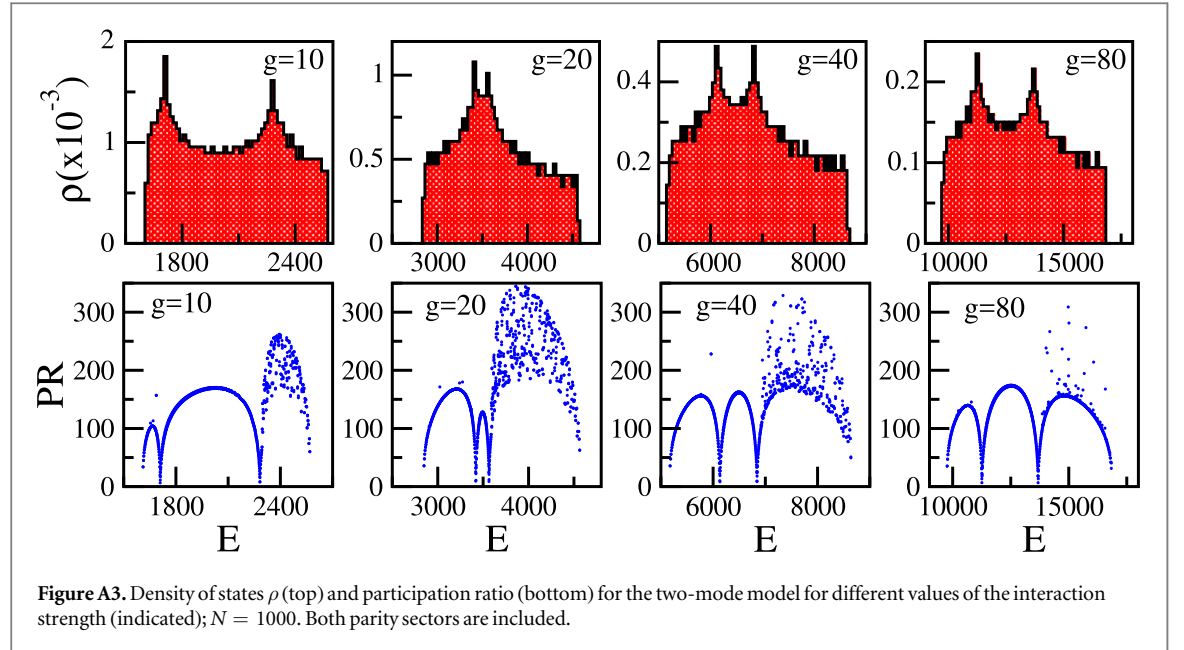 2
1
0
ρ(x10⁻³)
g=10
1800
2400
1
0.5
0
g=20
3000
4000
0.4
0.2
0
g=40
6000
8000
0.2
0.1
0
g=80
10000
15000
300
200
100
0
PR
g=10
1800
2400
E
300
200
100
0
g=20
3000
4000
E
300
200
100
0
g=40
6000
8000
E
300
200
100
0
g=80
10000
15000
E
Figure A3. Density of states ρ (top) and participation ratio (bottom) for the two-mode model for different values of the interaction
strength (indicated); N = 1000. Both parity sectors are included.